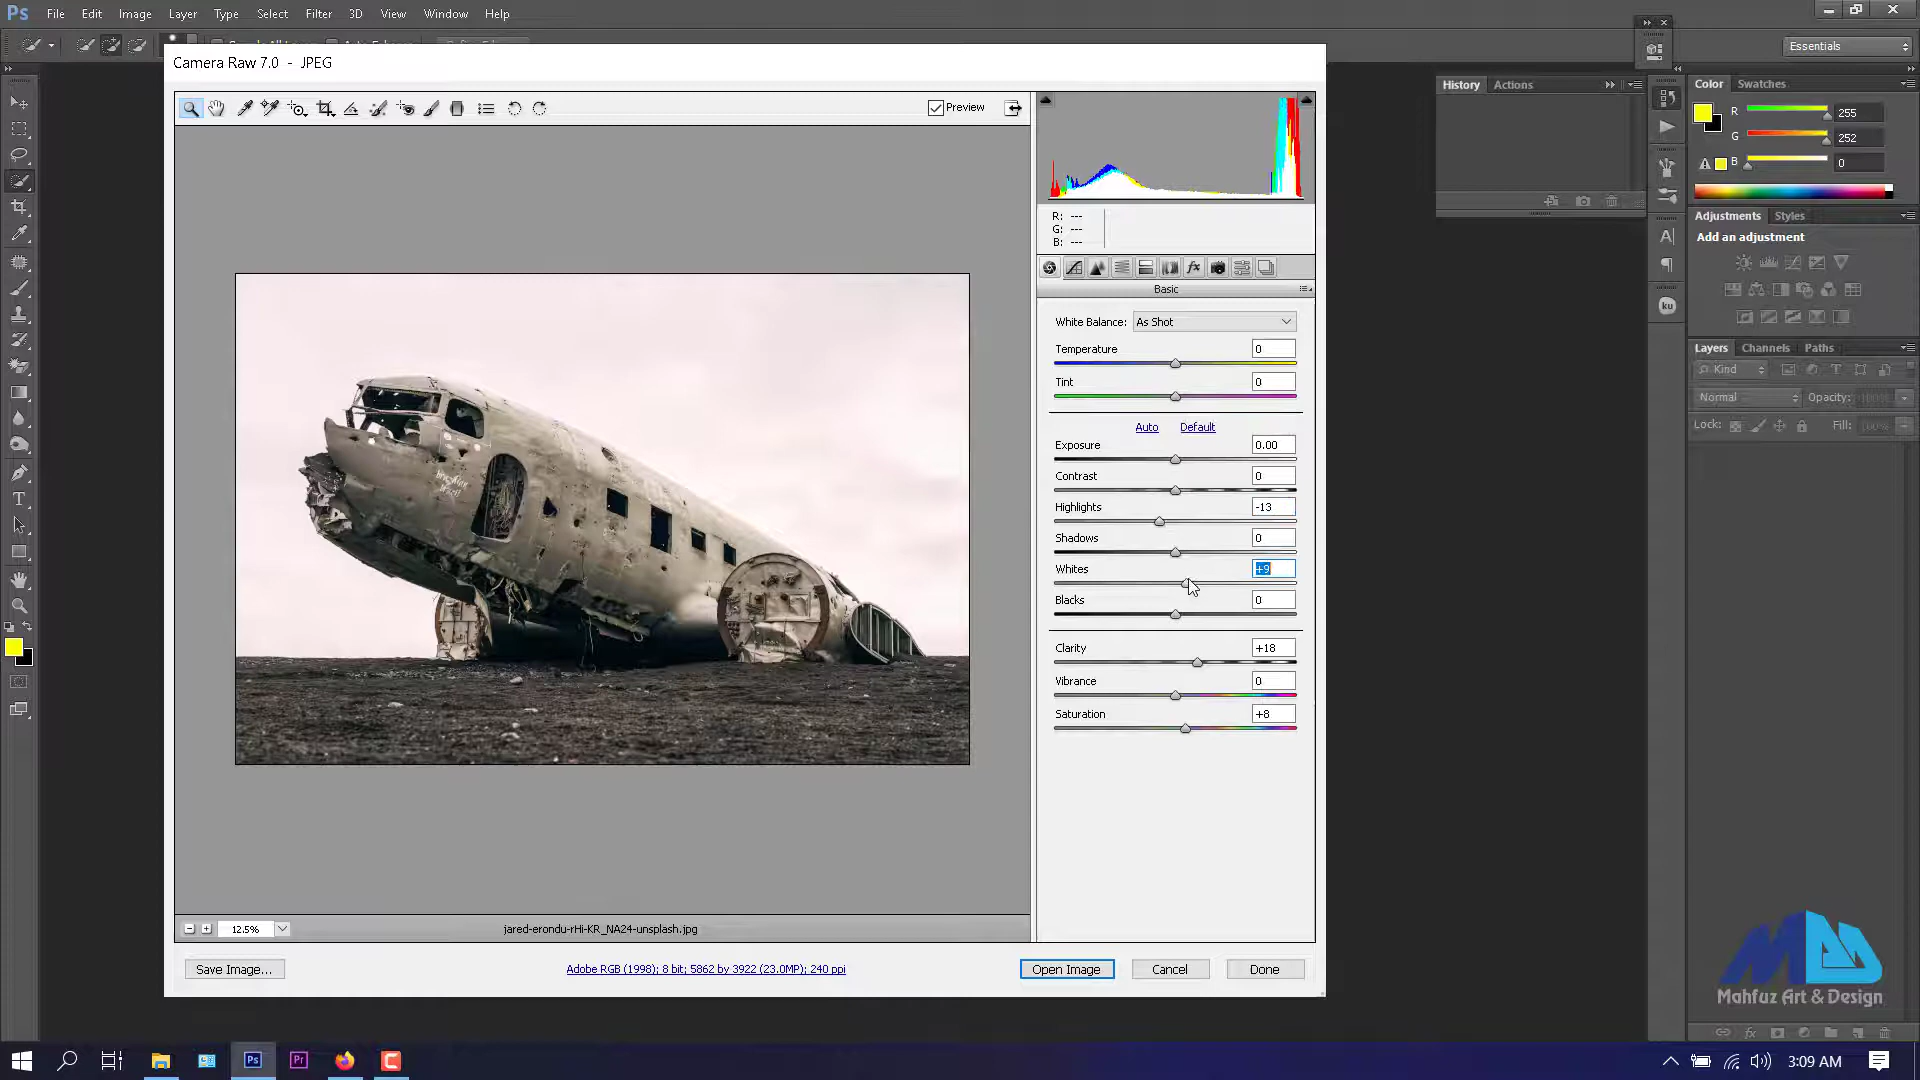 Ps File Edit Image Layer Type Select Filter 3D View Window Help
Essentials
Camera Raw 7.0 - JPEG
Preview
R: ---
G: ---
B: ---
Basic
White Balance: As Shot
Temperature 0
Tint 0
Auto Default
Exposure 0.00
Contrast 0
Highlights -13
Shadows 0
Whites +9
Blacks 0
Clarity +18
Vibrance 0
Saturation +8
12.5%
jared-erondu-rHi-KR_NA24-unsplash.jpg
Save Image...
Adobe RGB (1998); 8 bit; 5862 by 3922 (23.0MP); 240 ppi
Open Image Cancel Done
History Actions
Color Swatches
R 255
G 252
B 0
Adjustments Styles
Add an adjustment
Layers Channels Paths
Kind
Normal Opacity: 100%
Lock: Fill: 100%
ku
Mahfuz Art & Design
Ps Pr
3:09 AM